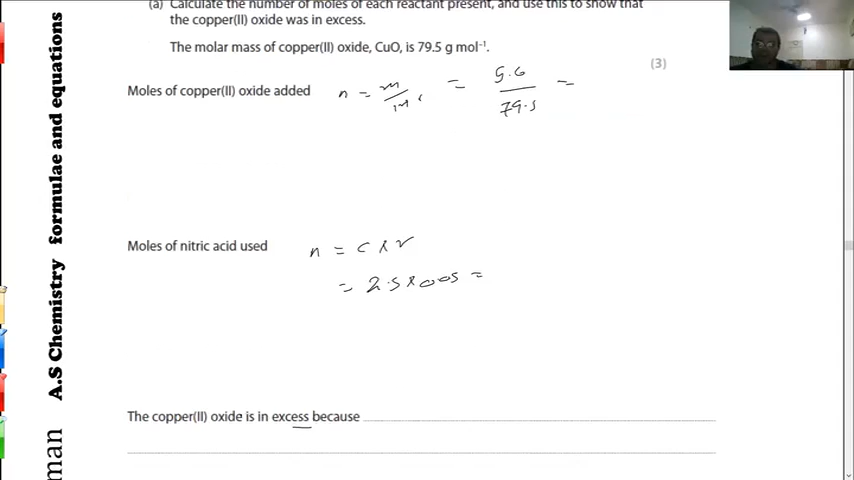 (a) Calculate the number of moles of each reactant present, and use this to show that
the copper(II) oxide was in excess.
The molar mass of copper(II) oxide, CuO, is 79.5 g mol⁻¹.
(3)
Moles of copper(II) oxide added n = m/Mr = 9.6/79.5 =
Moles of nitric acid used n = c x v
= 2.5 x 0.05 =
The copper(II) oxide is in excess because
A.S Chemistry formulae and equations
man